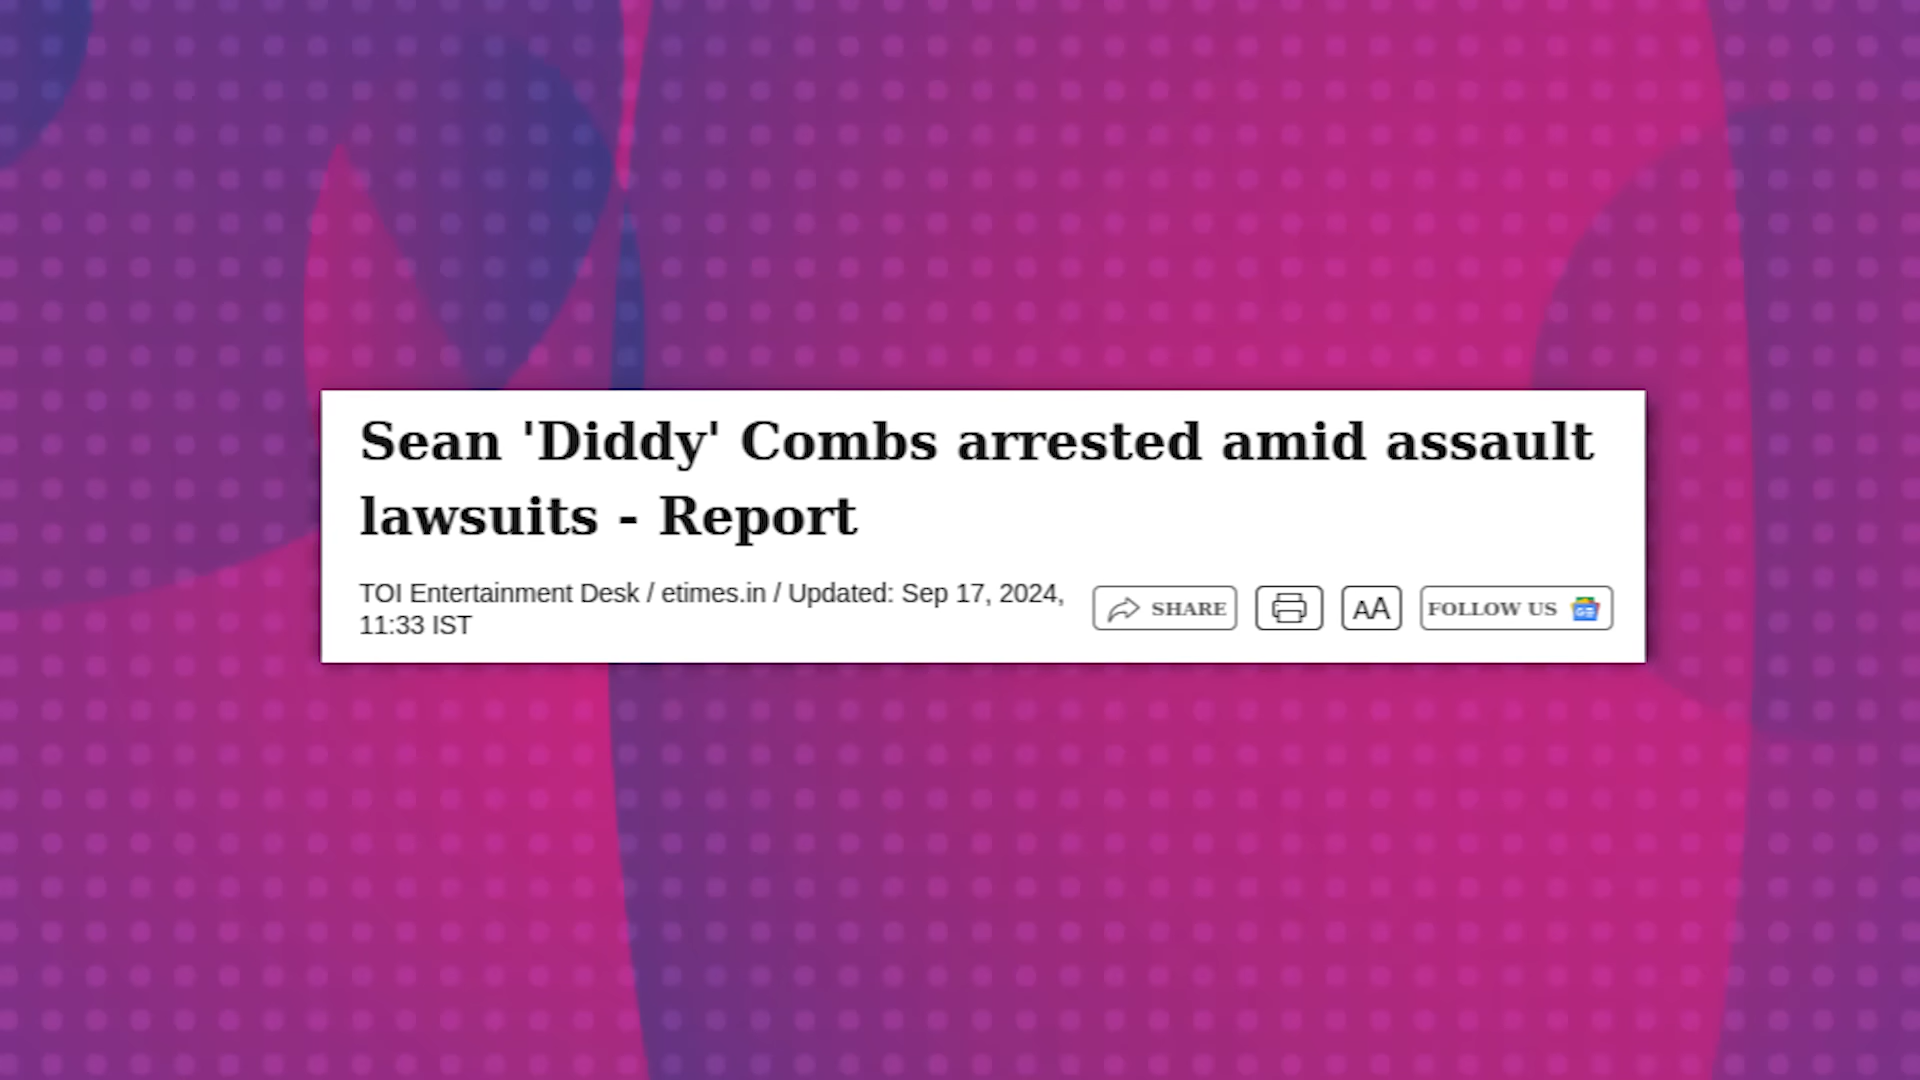 Sean 'Diddy' Combs arrested amid assault
lawsuits - Report
TOI Entertainment Desk / etimes.in / Updated: Sep 17, 2024,
11:33 IST
SHARE
AA
FOLLOW US